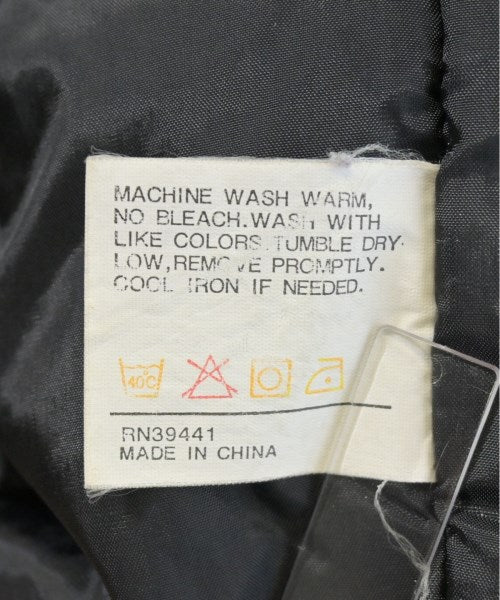 MACHINE WASH WARM,
NO BLEACH.WASH WITH
LIKE COLORS.TUMBLE DRY
LOW,REMOVE PROMPTLY.
COOL IRON IF NEEDED.
40C
RN39441
MADE IN CHINA